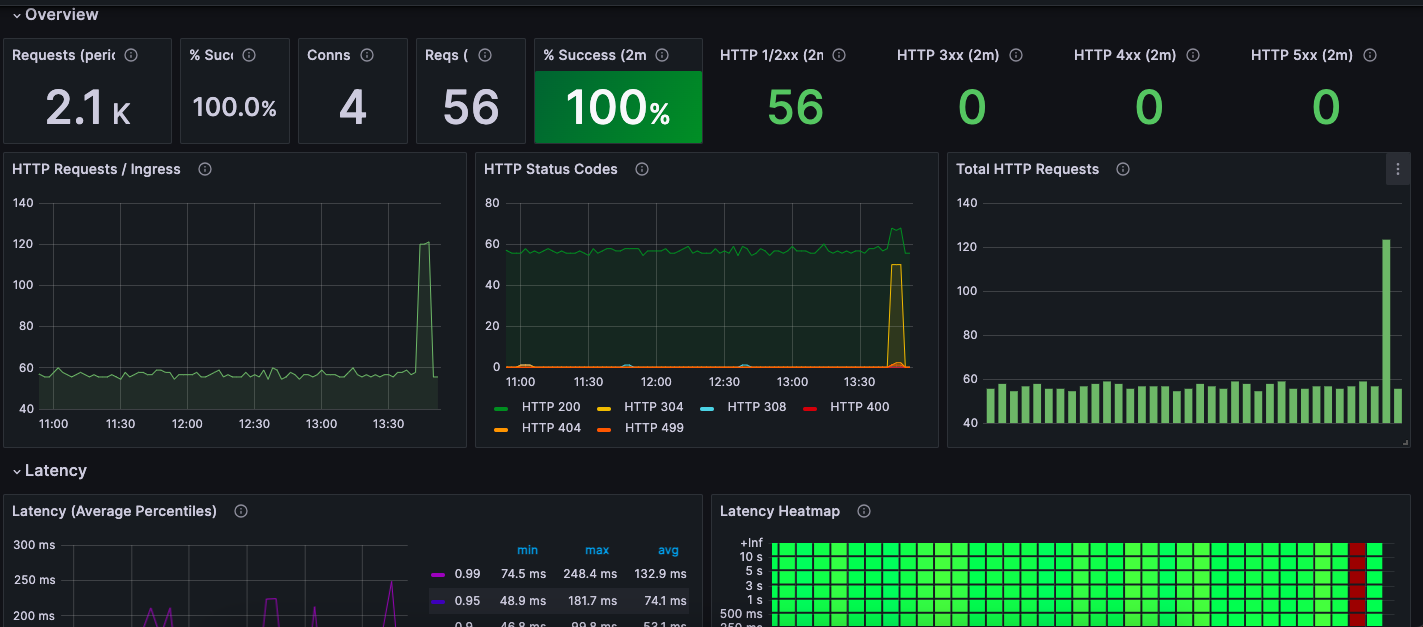 Overview
Requests (peric
% Succ
Conns
Reqs (
% Success (2m
HTTP 1/2xx (2n
HTTP 3xx (2m)
HTTP 4xx (2m)
HTTP 5xx (2m)
2.1 K
100.0%
4
56
100%
56
0
0
0
HTTP Requests / Ingress
140
120
100
80
60
40
11:00 11:30 12:00 12:30 13:00 13:30
HTTP Status Codes
80
60
40
20
0
11:00 11:30 12:00 12:30 13:00 13:30
HTTP 200 HTTP 304 HTTP 308 HTTP 400
HTTP 404 HTTP 499
Total HTTP Requests
140
120
100
80
60
40
Latency
Latency (Average Percentiles)
300 ms
250 ms
200 ms
min max avg
0.99 74.5 ms 248.4 ms 132.9 ms
0.95 48.9 ms 181.7 ms 74.1 ms
0.9 46.8 ms 99.8 ms 53.1 ms
Latency Heatmap
+Inf
10 s
5 s
3 s
1 s
500 ms
250 ms